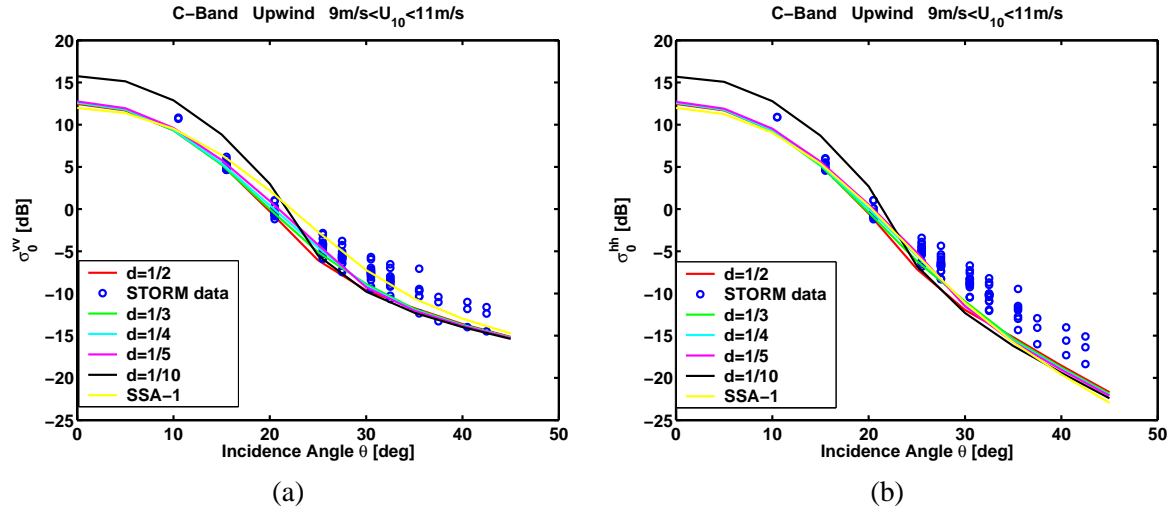 C-Band Upwind 9m/s<U10<11m/s
20
15
10
5
0
−5
−10
−15
−20
−25
σ0vv [dB]
d=1/2
STORM data
d=1/3
d=1/4
d=1/5
d=1/10
SSA-1
0 10 20 30 40 50
Incidence Angle θ [deg]
(a)
C-Band Upwind 9m/s<U10<11m/s
20
15
10
5
0
−5
−10
−15
−20
−25
σ0hh [dB]
d=1/2
STORM data
d=1/3
d=1/4
d=1/5
d=1/10
SSA-1
0 10 20 30 40 50
Incidence Angle θ [deg]
(b)